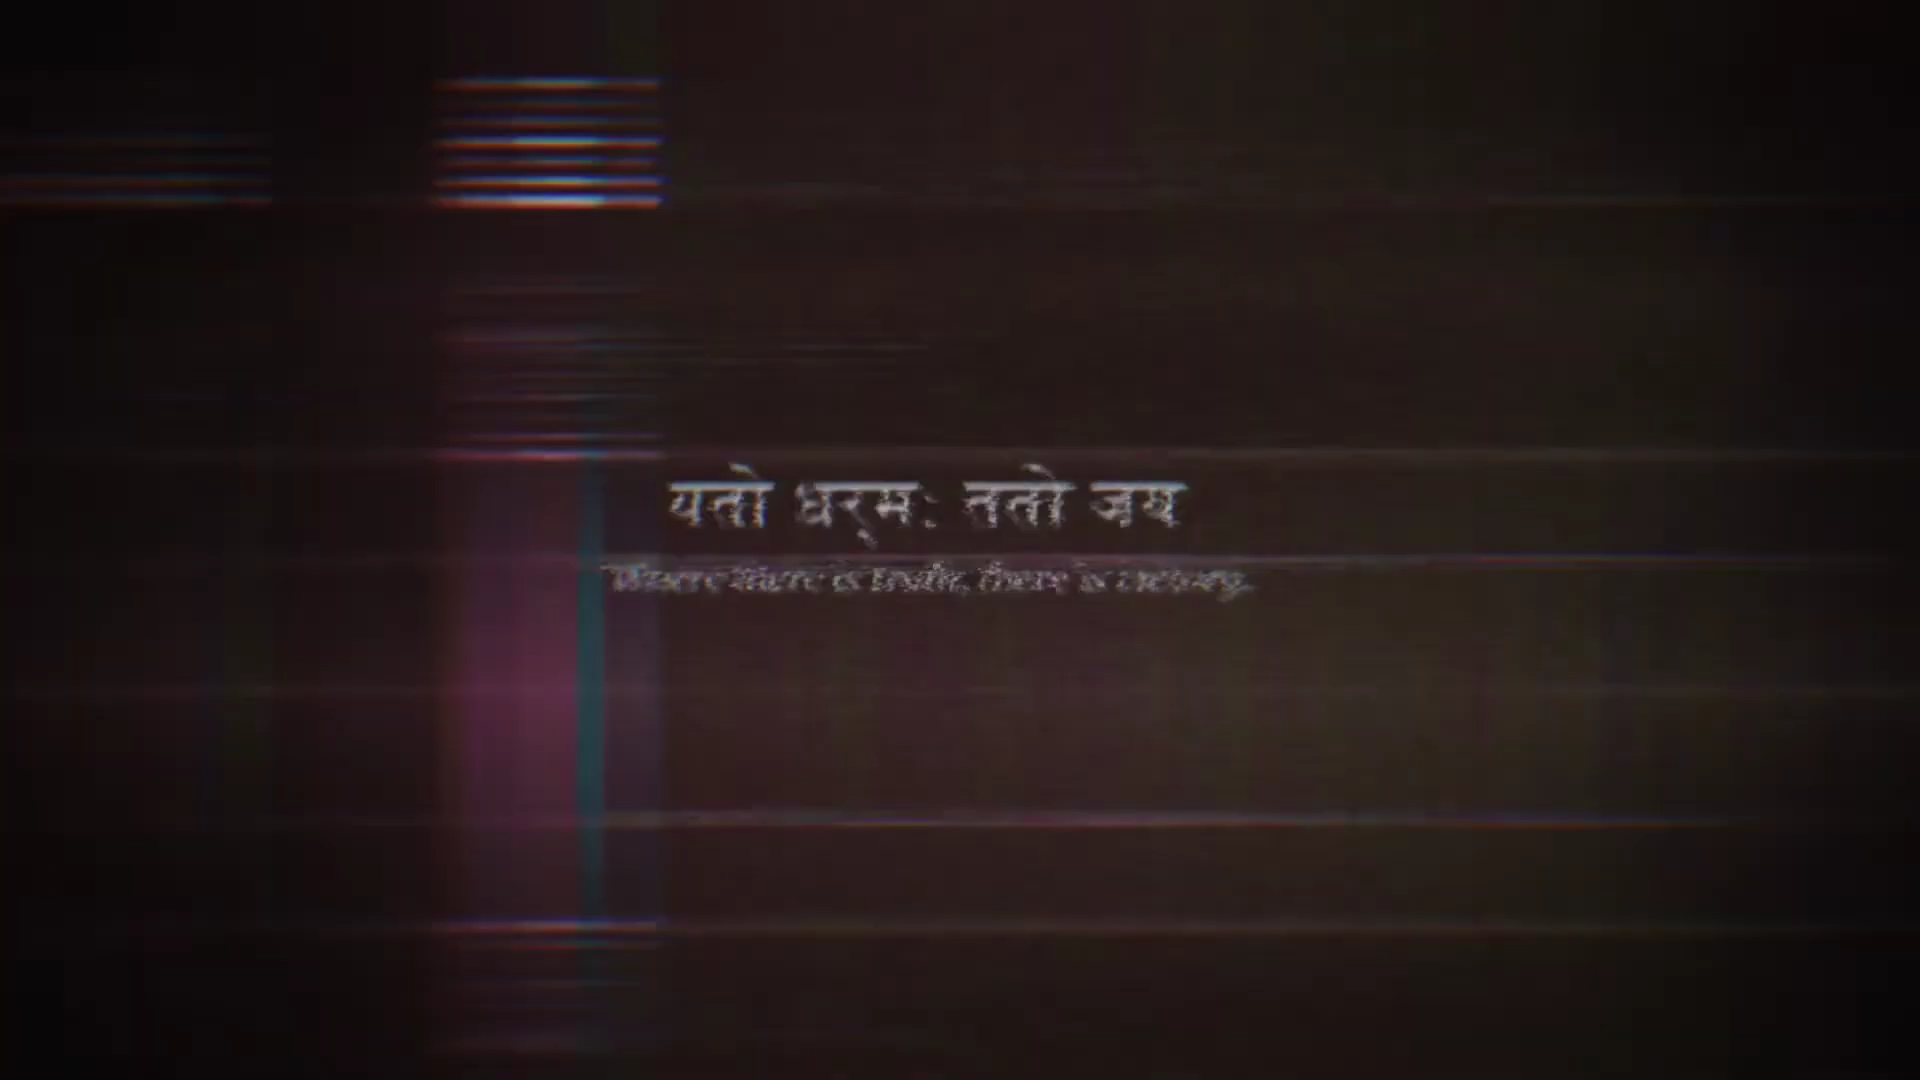 यतो धर्‌मः ततो जय
Where there is truth, there is victory.